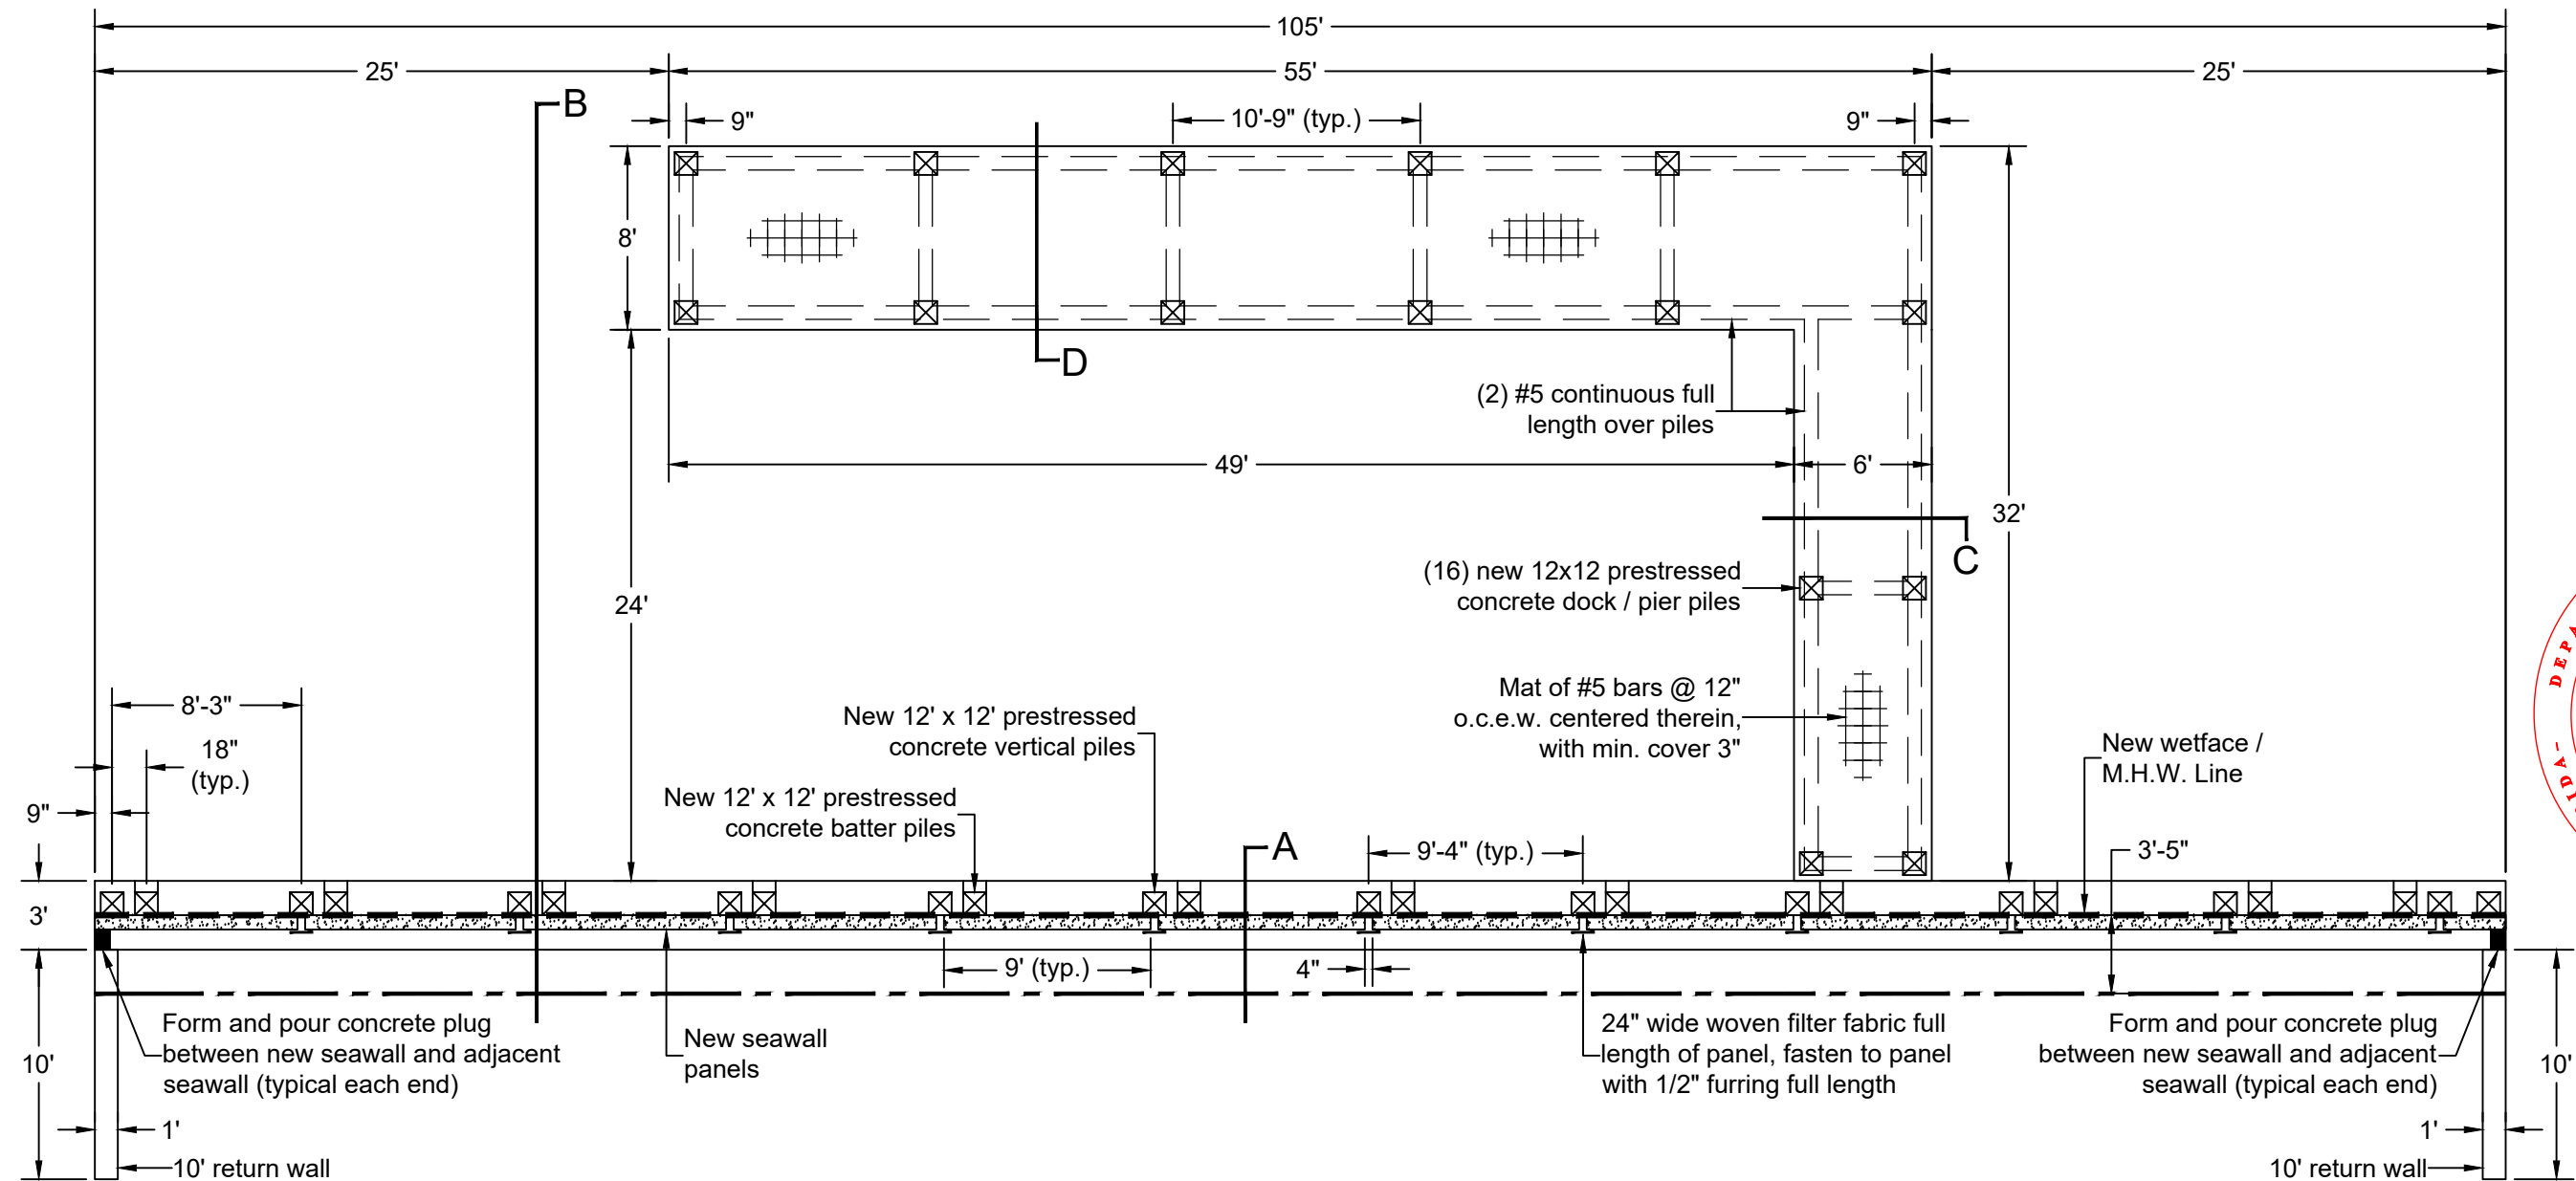 105'
25'
55'
25'
B
9"
10'-9" (typ.)
9"
8'
D
(2) #5 continuous full
length over piles
49'
6'
32'
C
(16) new 12x12 prestressed
concrete dock / pier piles
24'
Mat of #5 bars @ 12"
o.c.e.w. centered therein,
with min. cover 3"
8'-3"
18"
(typ.)
New 12' x 12' prestressed
concrete vertical piles
New wetface /
M.H.W. Line
9"
New 12' x 12' prestressed
concrete batter piles
A
9'-4" (typ.)
3'-5"
3'
9' (typ.)
4"
Form and pour concrete plug
between new seawall and adjacent
seawall (typical each end)
New seawall
panels
24" wide woven filter fabric full
length of panel, fasten to panel
with 1/2" furring full length
Form and pour concrete plug
between new seawall and adjacent
seawall (typical each end)
10'
10'
1'
1'
10' return wall
10' return wall